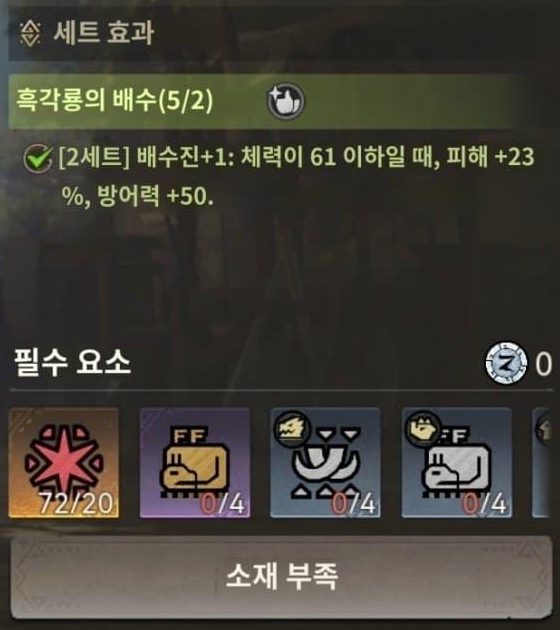 세트 효과
흑각룡의 배수(5/2)
[2세트] 배수진+1: 체력이 61 이하일 때, 피해 +23
%, 방어력 +50.
필수 요소
0
FF
FF
72/20
0/4
0/4
0/4
소재 부족